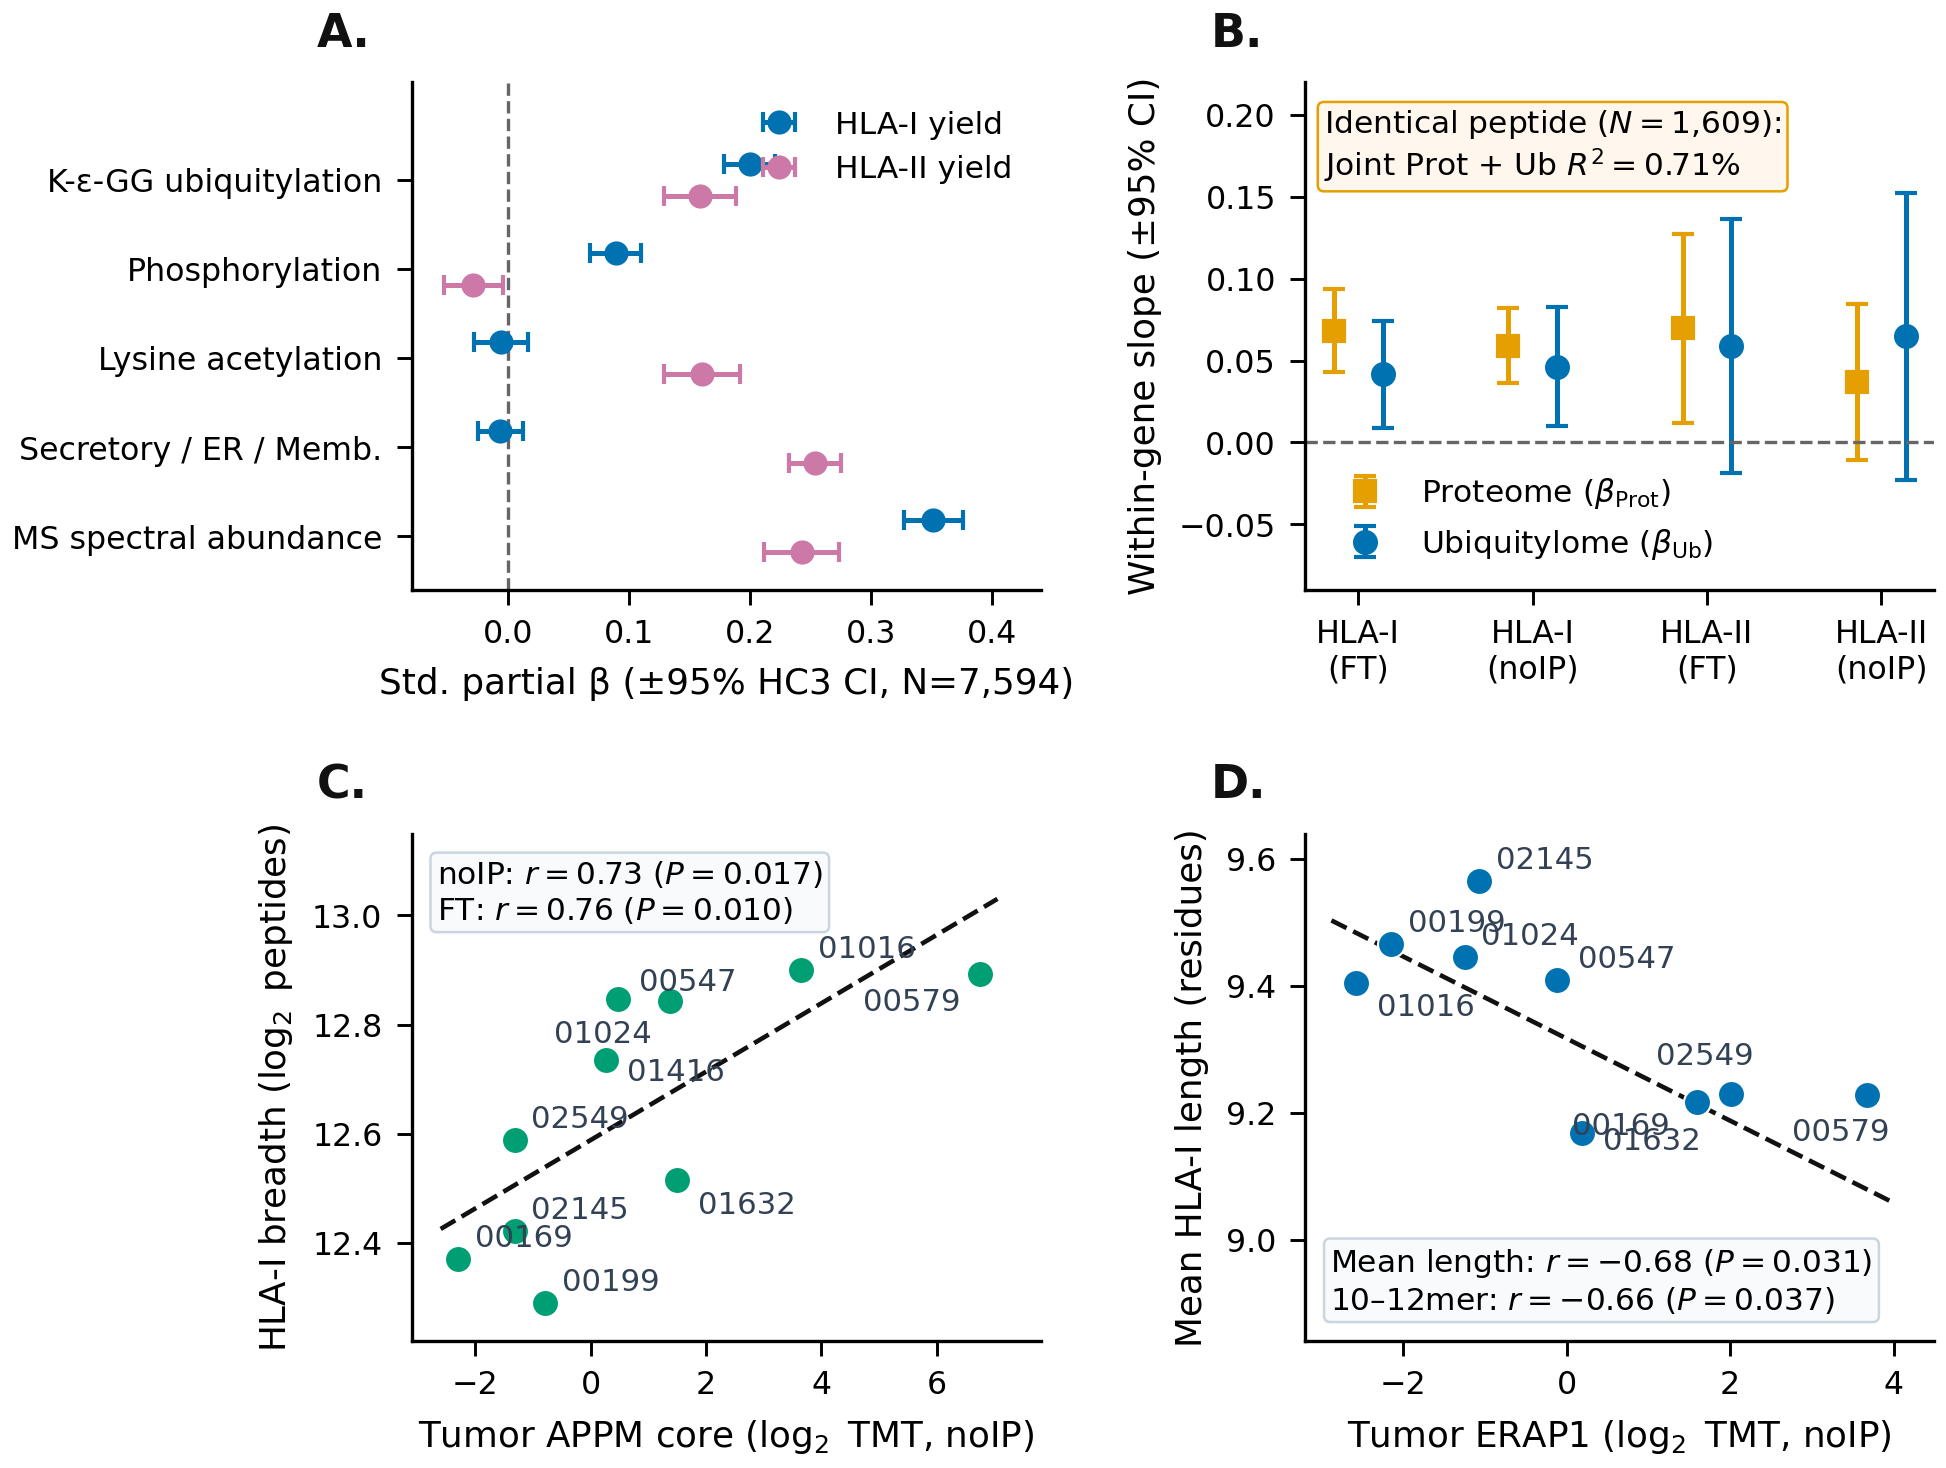 A.
HLA-I yield
HLA-II yield
K-ε-GG ubiquitylation
Phosphorylation
Lysine acetylation
Secretory / ER / Memb.
MS spectral abundance
0.0 0.1 0.2 0.3 0.4
Std. partial β (±95% HC3 CI, N=7,594)
B.
Within-gene slope (±95% CI)
0.20
0.15
0.10
0.05
0.00
−0.05
Identical peptide (N = 1,609):
Joint Prot + Ub R² = 0.71%
Proteome (β_Prot)
Ubiquitylome (β_Ub)
HLA-I HLA-I HLA-II HLA-II
(FT) (noIP) (FT) (noIP)
C.
HLA-I breadth (log₂ peptides)
13.0
12.8
12.6
12.4
noIP: r = 0.73 (P = 0.017)
FT: r = 0.76 (P = 0.010)
01016
00547
00579
01024
01416
02549
01632
02145
00169
00199
−2 0 2 4 6
Tumor APPM core (log₂ TMT, noIP)
D.
Mean HLA-I length (residues)
9.6
9.4
9.2
9.0
02145
00199
01024
00547
01016
02549
00169
01632
00579
Mean length: r = −0.68 (P = 0.031)
10–12mer: r = −0.66 (P = 0.037)
−2 0 2 4
Tumor ERAP1 (log₂ TMT, noIP)